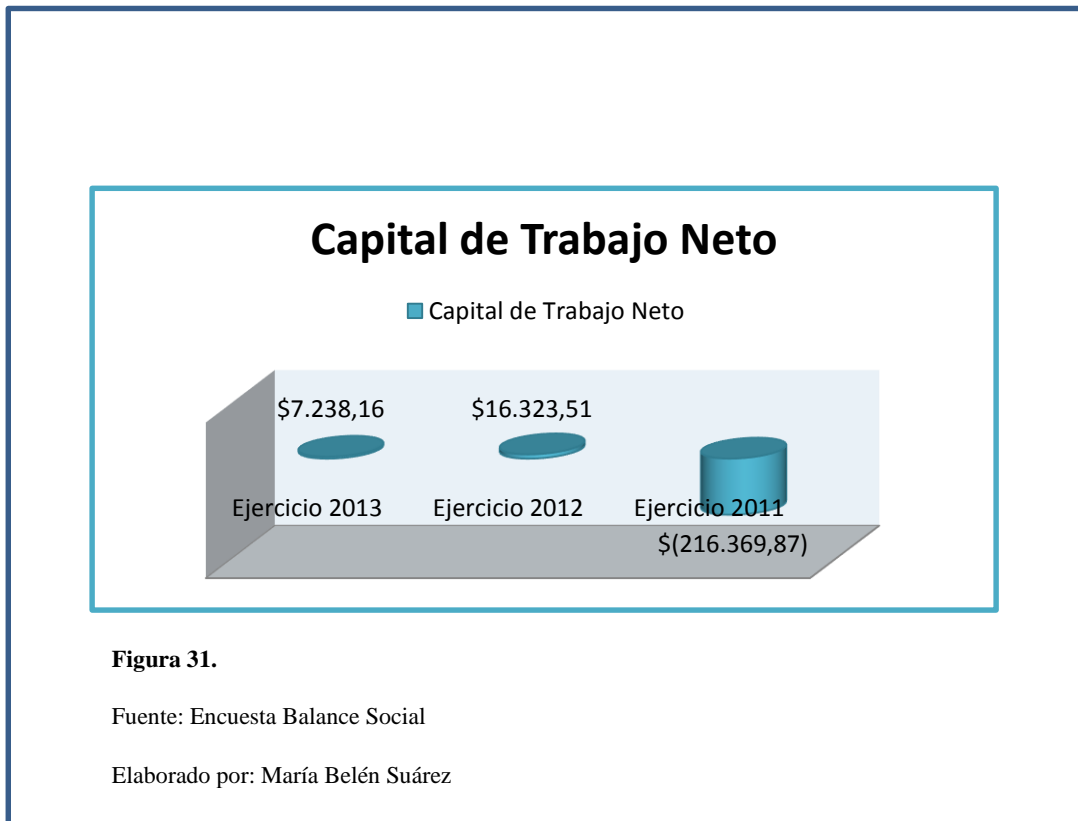 Capital de Trabajo Neto
Capital de Trabajo Neto
$7.238,16 $16.323,51
Ejercicio 2013 Ejercicio 2012 Ejercicio 2011
$(216.369,87)
Figura 31.
Fuente: Encuesta Balance Social
Elaborado por: María Belén Suárez